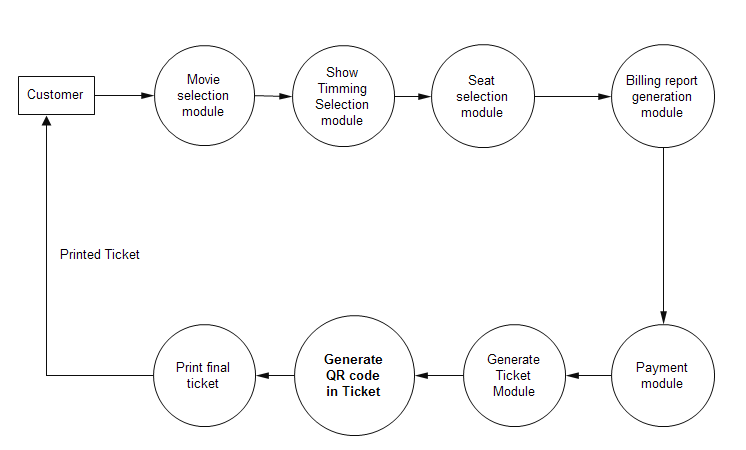 Customer
Movie
selection
module
Show
Timming
Selection
module
Seat
selection
module
Billing report
generation
module
Printed Ticket
Print final
ticket
Generate
QR code
in Ticket
Generate
Ticket
Module
Payment
module